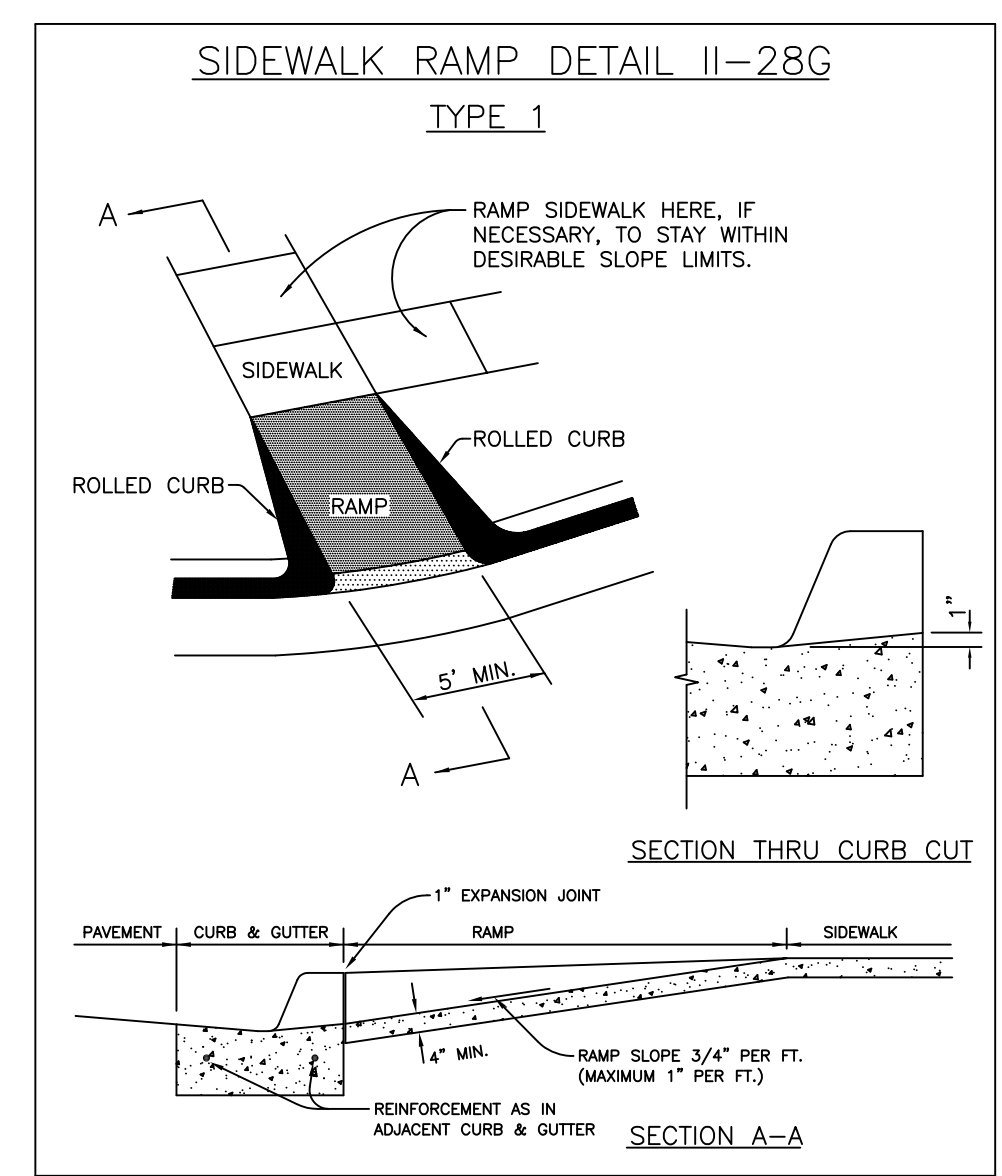 SIDEWALK RAMP DETAIL II-28G
TYPE 1
A
RAMP SIDEWALK HERE, IF
NECESSARY, TO STAY WITHIN
DESIRABLE SLOPE LIMITS.
SIDEWALK
ROLLED CURB
ROLLED CURB
RAMP
1"
5' MIN.
A
SECTION THRU CURB CUT
1" EXPANSION JOINT
PAVEMENT
CURB & GUTTER
RAMP
SIDEWALK
4" MIN.
RAMP SLOPE 3/4" PER FT.
(MAXIMUM 1" PER FT.)
REINFORCEMENT AS IN
ADJACENT CURB & GUTTER
SECTION A-A